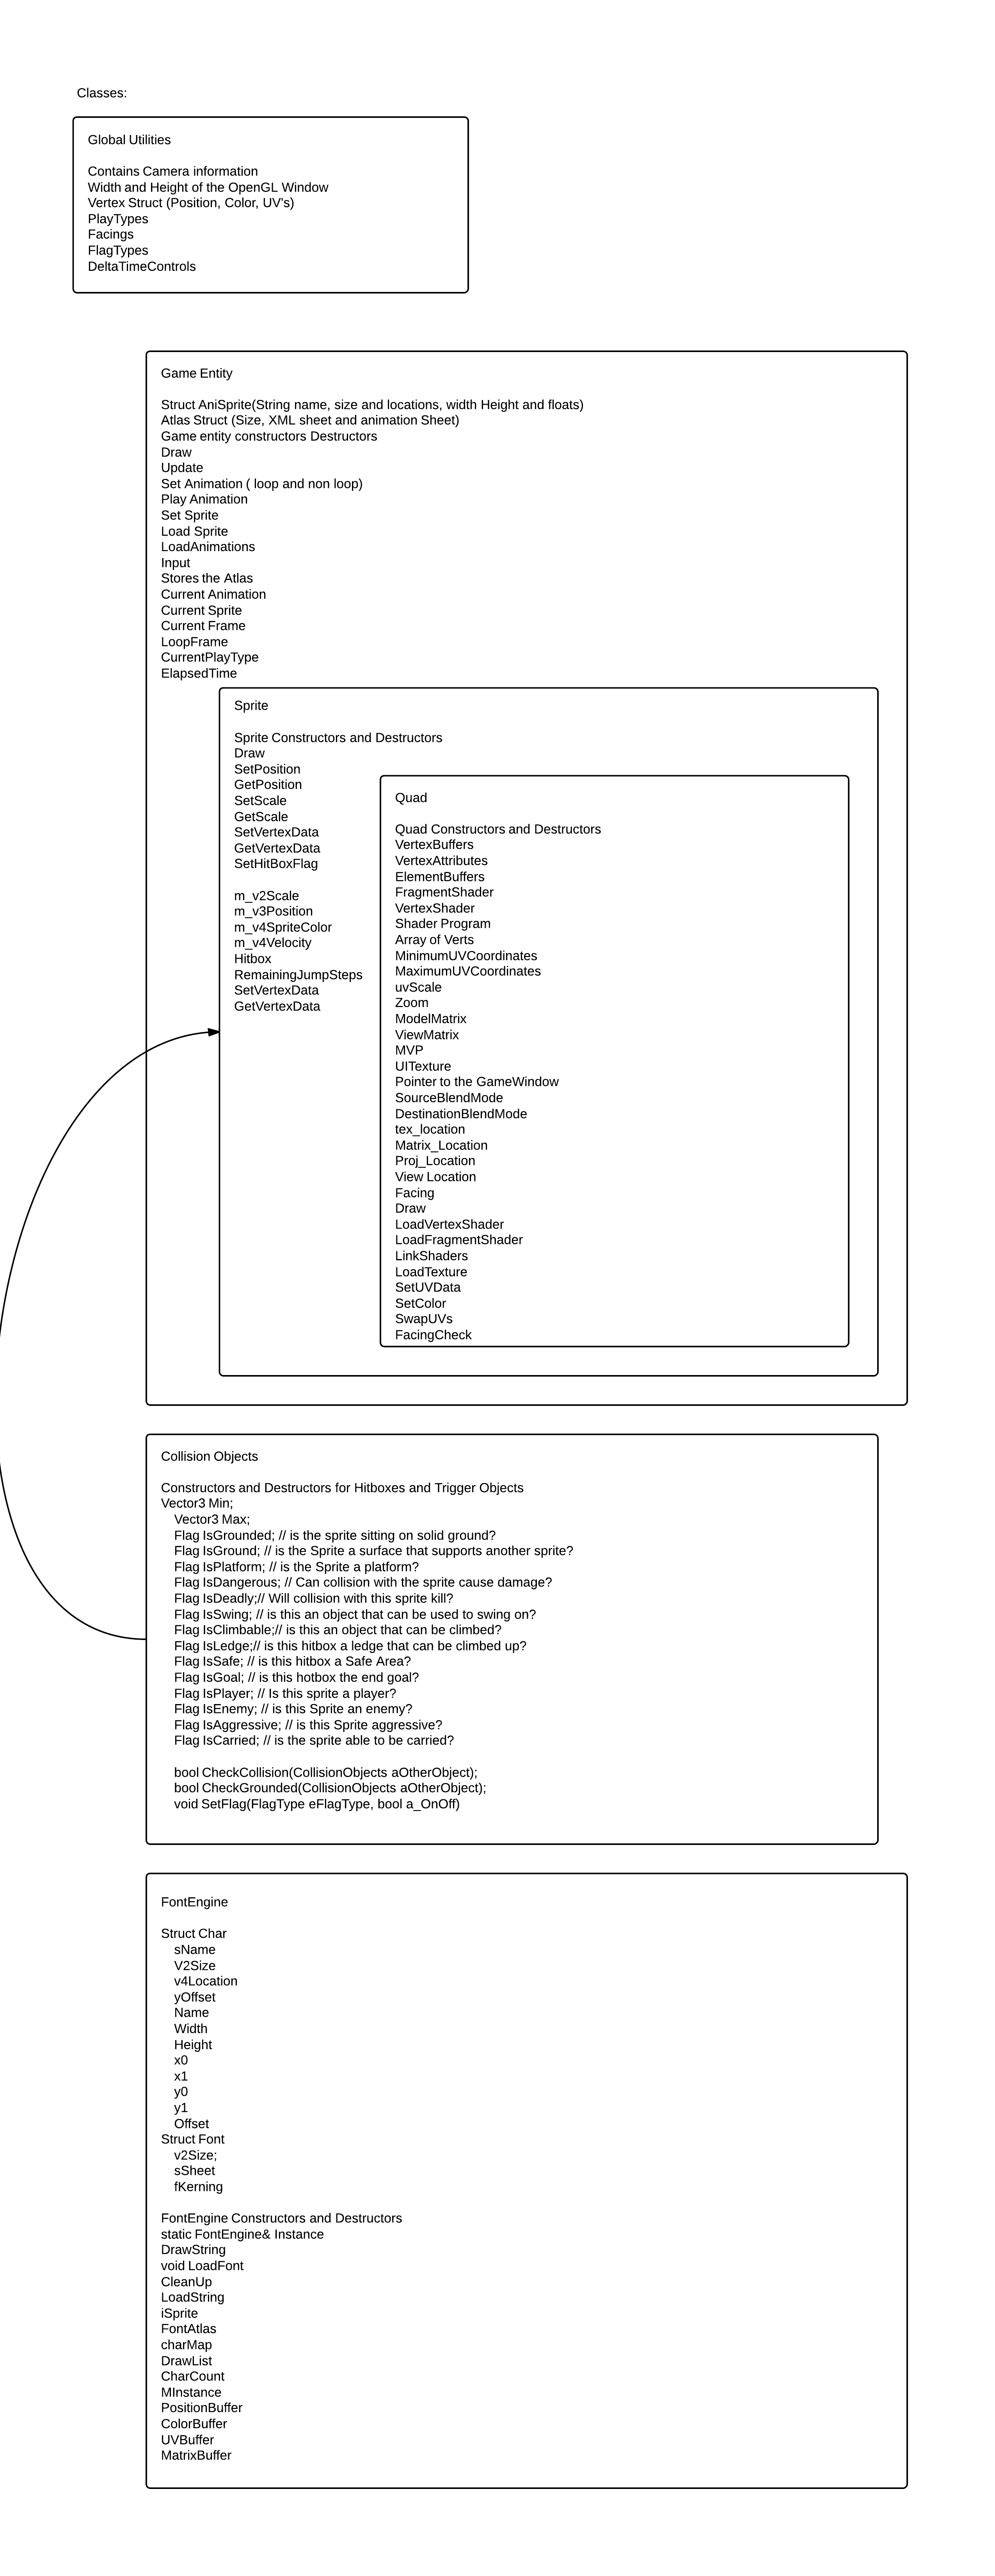 Classes:
Global Utilities
Contains Camera information
Width and Height of the OpenGL Window
Vertex Struct (Position, Color, UV's)
PlayTypes
Facings
FlagTypes
DeltaTimeControls
Game Entity
Struct AniSprite(String name, size and locations, width Height and floats)
Atlas Struct (Size, XML sheet and animation Sheet)
Game entity constructors Destructors
Draw
Update
Set Animation ( loop and non loop)
Play Animation
Set Sprite
Load Sprite
LoadAnimations
Input
Stores the Atlas
Current Animation
Current Sprite
Current Frame
LoopFrame
CurrentPlayType
ElapsedTime
Sprite
Sprite Constructors and Destructors
Draw
SetPosition
GetPosition
SetScale
GetScale
SetVertexData
GetVertexData
SetHitBoxFlag
m_v2Scale
m_v3Position
m_v4SpriteColor
m_v4Velocity
Hitbox
RemainingJumpSteps
SetVertexData
GetVertexData
Quad
Quad Constructors and Destructors
VertexBuffers
VertexAttributes
ElementBuffers
FragmentShader
VertexShader
Shader Program
Array of Verts
MinimumUVCoordinates
MaximumUVCoordinates
uvScale
Zoom
ModelMatrix
ViewMatrix
MVP
UITexture
Pointer to the GameWindow
SourceBlendMode
DestinationBlendMode
tex_location
Matrix_Location
Proj_Location
View Location
Facing
Draw
LoadVertexShader
LoadFragmentShader
LinkShaders
LoadTexture
SetUVData
SetColor
SwapUVs
FacingCheck
Collision Objects
Constructors and Destructors for Hitboxes and Trigger Objects
Vector3 Min;
Vector3 Max;
Flag IsGrounded; // is the sprite sitting on solid ground?
Flag IsGround; // is the Sprite a surface that supports another sprite?
Flag IsPlatform; // is the Sprite a platform?
Flag IsDangerous; // Can collision with the sprite cause damage?
Flag IsDeadly;// Will collision with this sprite kill?
Flag IsSwing; // is this an object that can be used to swing on?
Flag IsClimbable;// is this an object that can be climbed?
Flag IsLedge;// is this hitbox a ledge that can be climbed up?
Flag IsSafe; // is this hitbox a Safe Area?
Flag IsGoal; // is this hotbox the end goal?
Flag IsPlayer; // Is this sprite a player?
Flag IsEnemy; // is this Sprite an enemy?
Flag IsAggressive; // is this Sprite aggressive?
Flag IsCarried; // is the sprite able to be carried?
bool CheckCollision(CollisionObjects aOtherObject);
bool CheckGrounded(CollisionObjects aOtherObject);
void SetFlag(FlagType eFlagType, bool a_OnOff)
FontEngine
Struct Char
sName
V2Size
v4Location
yOffset
Name
Width
Height
x0
x1
y0
y1
Offset
Struct Font
v2Size;
sSheet
fKerning
FontEngine Constructors and Destructors
static FontEngine& Instance
DrawString
void LoadFont
CleanUp
LoadString
iSprite
FontAtlas
charMap
DrawList
CharCount
MInstance
PositionBuffer
ColorBuffer
UVBuffer
MatrixBuffer